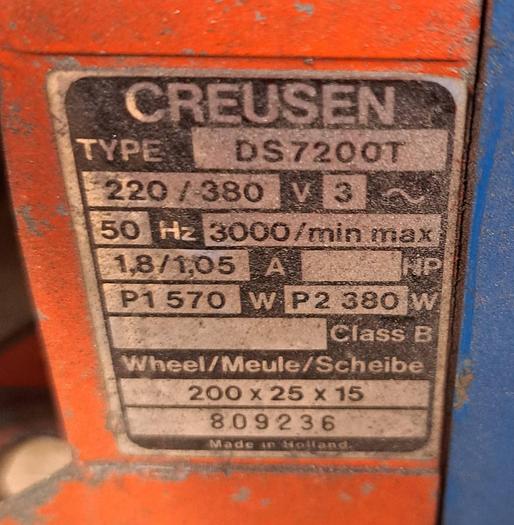 CREUSEN
TYPE DS7200T
220/380 V 3 ~
50 Hz 3000/min max
1,8/1,05 A HP
P1 570 W P2 380 W
Class B
Wheel/Meule/Scheibe
200 x 25 x 15
809236
Made in Holland.